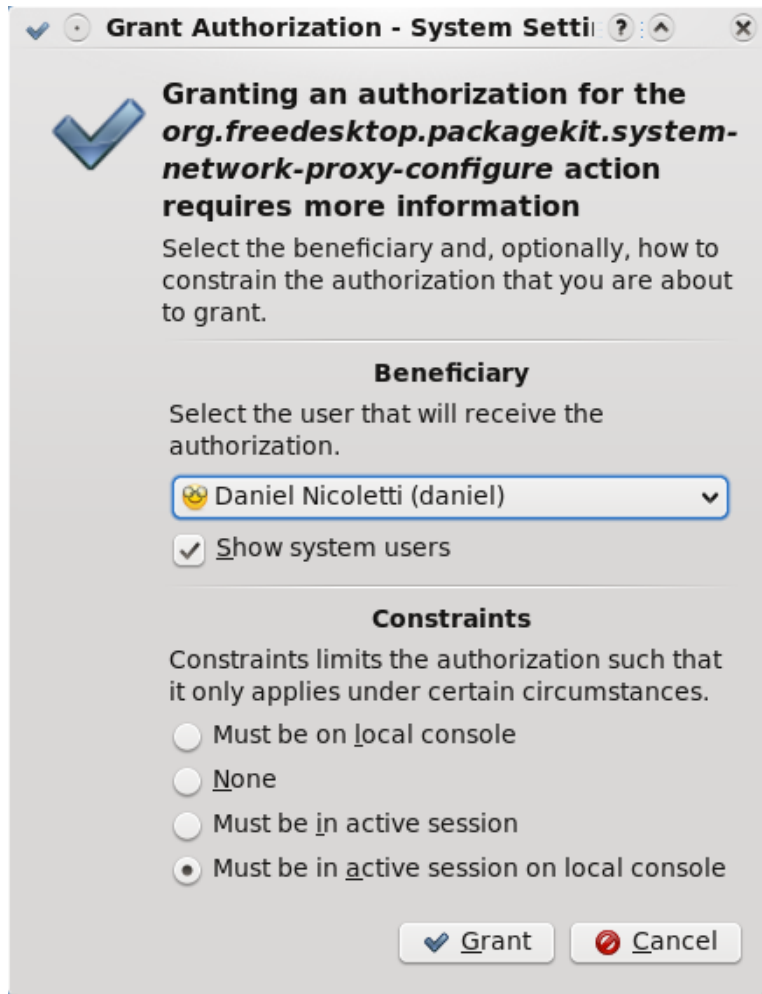 Grant Authorization - System Setti
Granting an authorization for the
org.freedesktop.packagekit.system-
network-proxy-configure action
requires more information
Select the beneficiary and, optionally, how to
constrain the authorization that you are about
to grant.
Beneficiary
Select the user that will receive the
authorization.
Daniel Nicoletti (daniel)
Show system users
Constraints
Constraints limits the authorization such that
it only applies under certain circumstances.
Must be on local console
None
Must be in active session
Must be in active session on local console
Grant Cancel